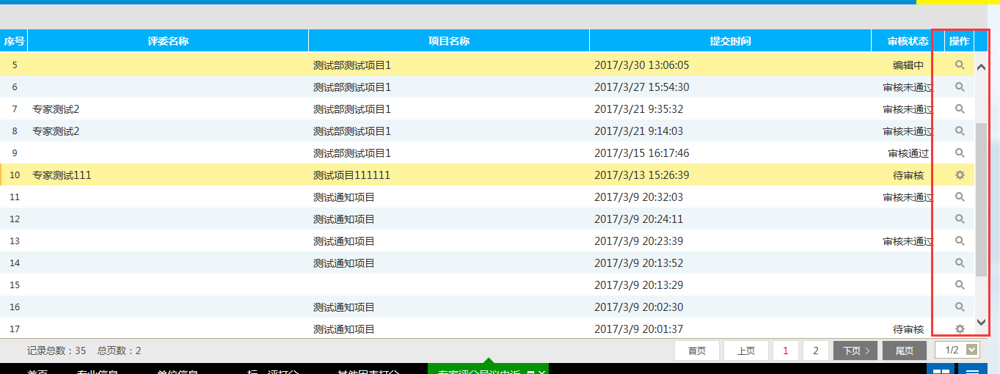 序号 评委名称 项目名称 提交时间 审核状态 操作
5 测试部测试项目1 2017/3/30 13:06:05 编辑中
6 测试部测试项目1 2017/3/27 15:54:30 审核未通过
7 专家测试2 测试部测试项目1 2017/3/21 9:35:32 审核未通过
8 专家测试2 测试部测试项目1 2017/3/21 9:14:03 审核未通过
9 测试部测试项目1 2017/3/15 16:17:46 审核通过
10 专家测试111 测试项目111111 2017/3/13 15:26:39 待审核
11 测试通知项目 2017/3/9 20:32:03 审核未通过
12 测试通知项目 2017/3/9 20:24:11
13 测试通知项目 2017/3/9 20:23:39 审核未通过
14 测试通知项目 2017/3/9 20:13:52
15 2017/3/9 20:13:29
16 测试通知项目 2017/3/9 20:02:30
17 测试通知项目 2017/3/9 20:01:37 待审核
记录总数：35 总页数：2 首页 上页 1 2 下页 尾页 1/2
首页 专业信息 单位信息